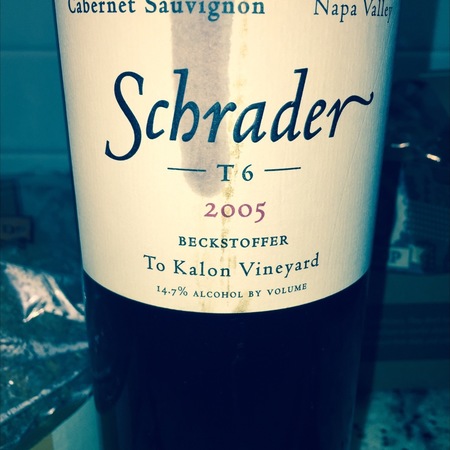 Cabernet Sauvignon Napa Valley
Schrader
T6
2005
BECKSTOFFER
To Kalon Vineyard
14.7% ALCOHOL BY VOLUME